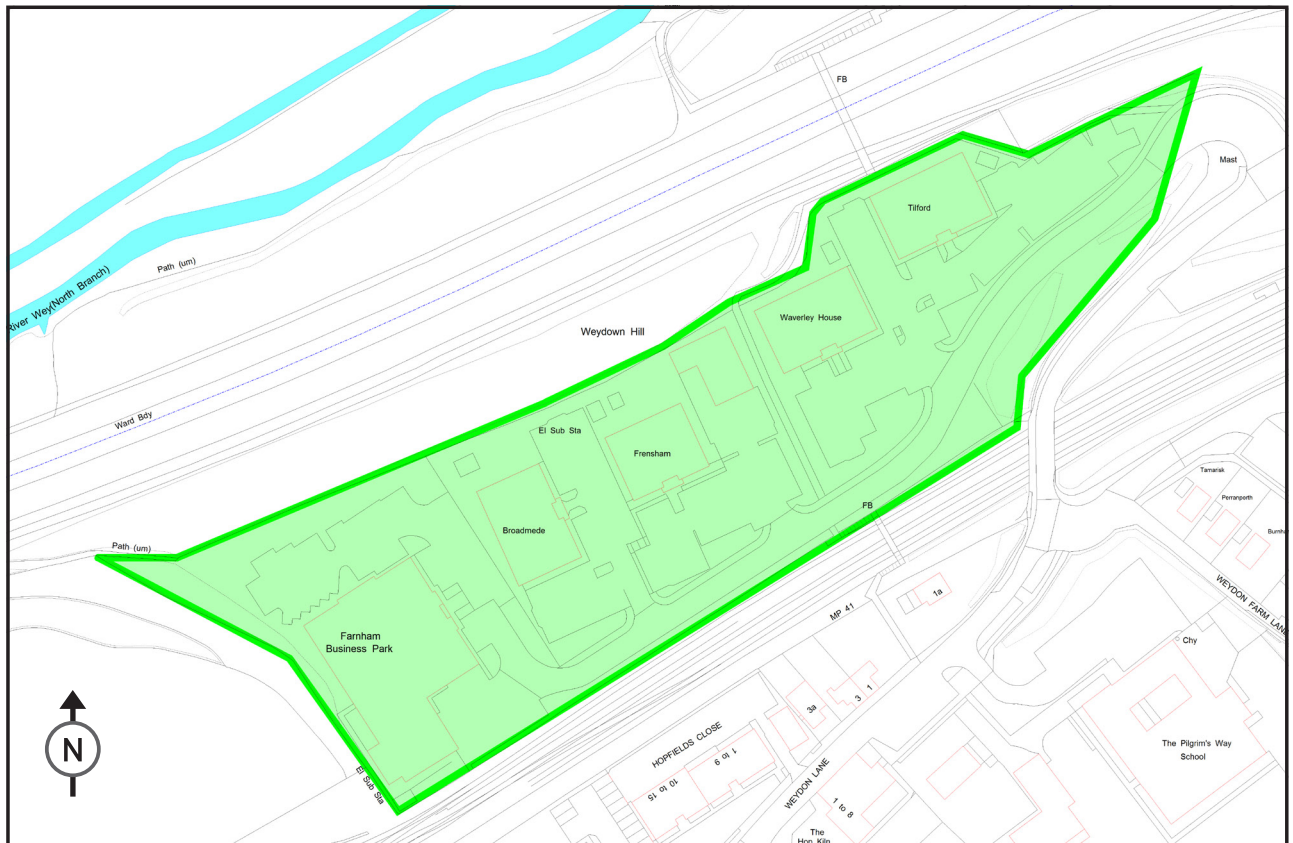 FB
Mast
Tilford
Path (um)
River Wey(North Branch)
Waverley House
Weydown Hill
Ward Bdy
El Sub Sta
Frensham
Tamarisk
Perranporth
FB
Broadmede
Path (um)
WEYDON FARM LANE
MP 41
1a
Farnham
Business Park
Chy
3a
3
1
N
HOPFIELDS CLOSE
The Pilgrim's Way
School
1 to 9
10 to 15
El Sub Sta
WEYDON LANE
1 to 8
The
Hop Kiln